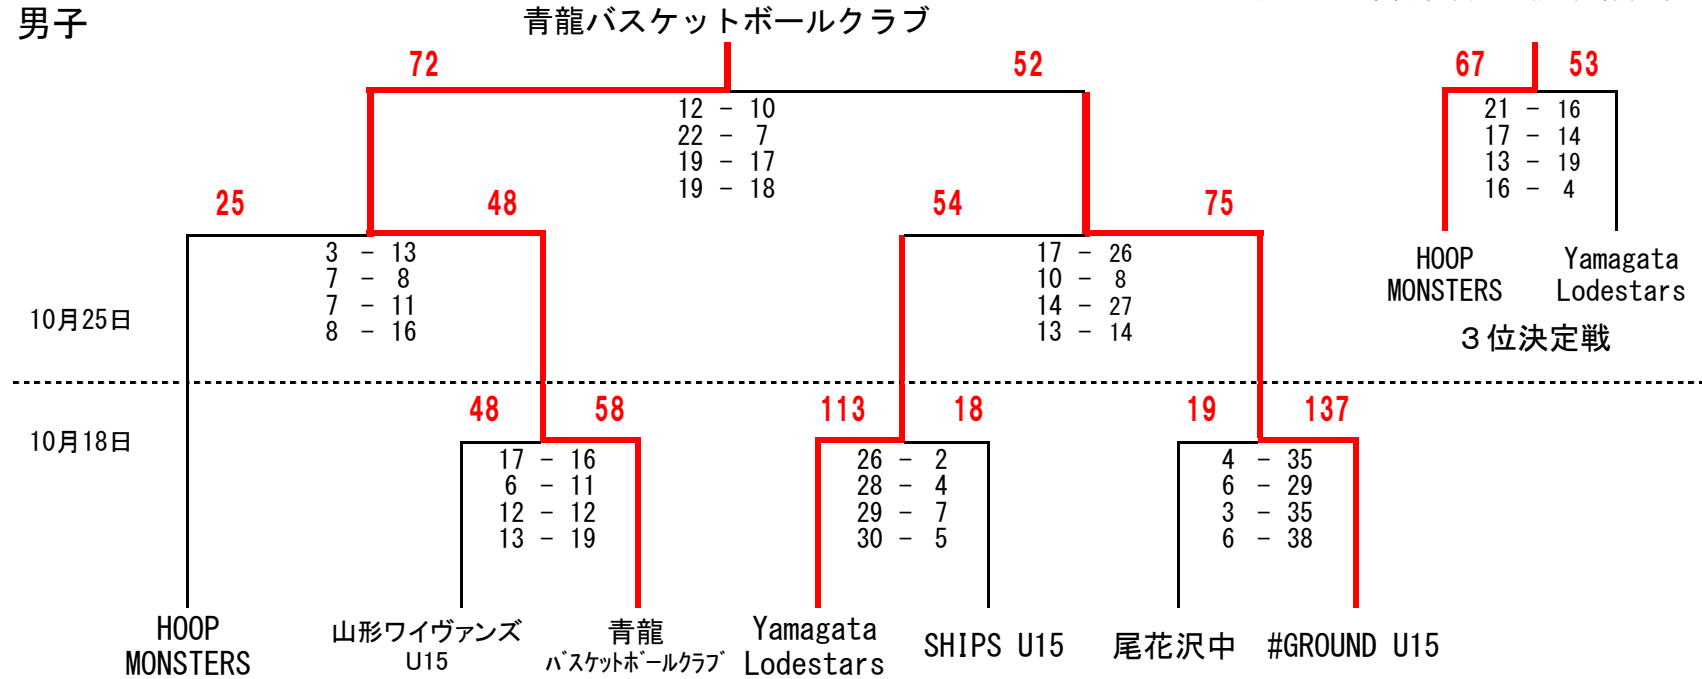 男子
青龍バスケットボールクラブ
72
52
67
53
12 - 10
22 - 7
19 - 17
19 - 18
21 - 16
17 - 14
13 - 19
16 - 4
25
48
54
75
3 - 13
7 - 8
7 - 11
8 - 16
17 - 26
10 - 8
14 - 27
13 - 14
HOOP
MONSTERS
Yamagata
Lodestars
3位決定戦
10月25日
10月18日
48
58
113
18
19
137
17 - 16
6 - 11
12 - 12
13 - 19
26 - 2
28 - 4
29 - 7
30 - 5
4 - 35
6 - 29
3 - 35
6 - 38
HOOP
MONSTERS
山形ワイヴァンズ
U15
青龍
バスケットボールクラブ
Yamagata
Lodestars
SHIPS U15
尾花沢中
#GROUND U15